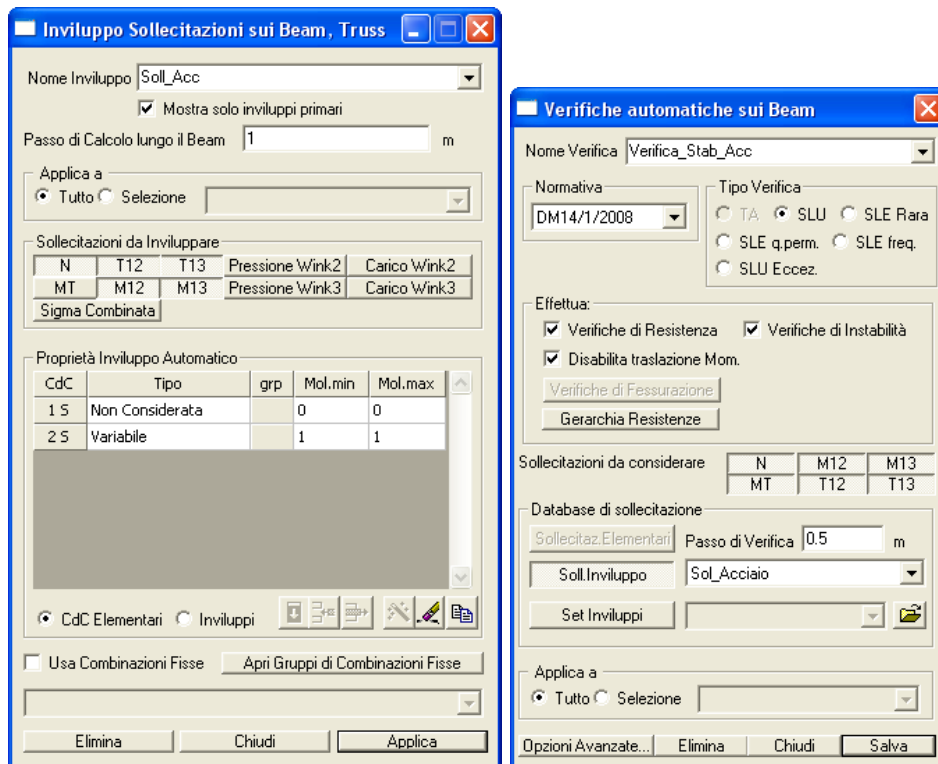 Inviluppo Sollecitazioni sui Beam, Truss
Nome Inviluppo Soll_Acc
Mostra solo inviluppi primari
Passo di Calcolo lungo il Beam 1 m
Applica a
Tutto Selezione
Sollecitazioni da Inviluppare
N T12 T13 Pressione Wink2 Carico Wink2
MT M12 M13 Pressione Wink3 Carico Wink3
Sigma Combinata
Proprietà Inviluppo Automatico
CdC Tipo grp Mol.min Mol.max
1 S Non Considerata 0 0
2 S Variabile 1 1
CdC Elementari Inviluppi
Usa Combinazioni Fisse Apri Gruppi di Combinazioni Fisse
Elimina Chiudi Applica
Verifiche automatiche sui Beam
Nome Verifica Verifica_Stab_Acc
Normativa
DM14/1/2008
Tipo Verifica
TA SLU SLE Rara
SLE q.perm. SLE freq.
SLU Eccez.
Effettua:
Verifiche di Resistenza Verifiche di Instabilità
Disabilita traslazione Mom.
Verifiche di Fessurazione
Gerarchia Resistenze
Sollecitazioni da considerare N M12 M13
MT T12 T13
Database di sollecitazione
Sollecitaz.Elementari Passo di Verifica 0.5 m
Soll.Inviluppo Sol_Acciaio
Set Inviluppi
Applica a
Tutto Selezione
Opzioni Avanzate... Elimina Chiudi Salva